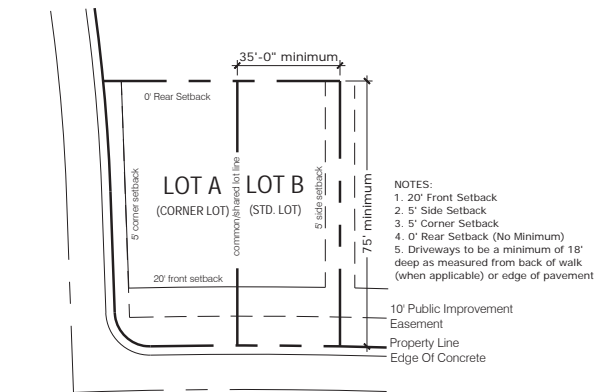 35'-0" minimum
0' Rear Setback
5' corner setback
LOT A
(CORNER LOT)
common/shared lot line
LOT B
(STD. LOT)
5' side setback
75' minimum
20' front setback
NOTES:
1. 20' Front Setback
2. 5' Side Setback
3. 5' Corner Setback
4. 0' Rear Setback (No Minimum)
5. Driveways to be a minimum of 18'
deep as measured from back of walk
(when applicable) or edge of pavement
10' Public Improvement
Easement
Property Line
Edge Of Concrete